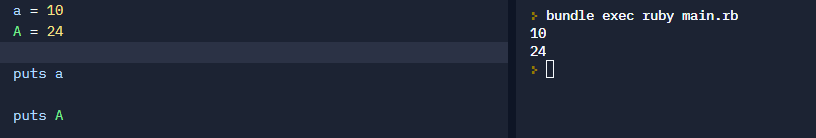 a = 10
A = 24
puts a
puts A
> bundle exec ruby main.rb
10
24
>